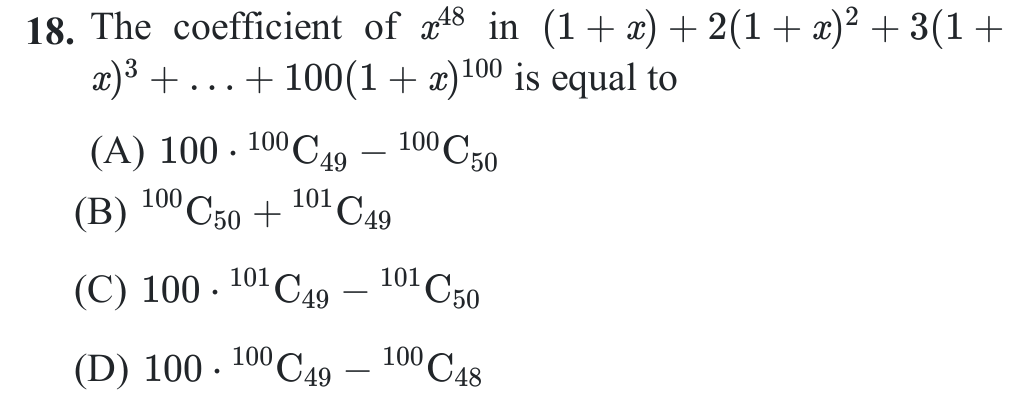 18. The coefficient of x⁴⁸ in (1 + x) + 2(1 + x)² + 3(1 +
x)³ + ... + 100(1 + x)¹⁰⁰ is equal to
(A) 100 · ¹⁰⁰C₄₉ − ¹⁰⁰C₅₀
(B) ¹⁰⁰C₅₀ + ¹⁰¹C₄₉
(C) 100 · ¹⁰¹C₄₉ − ¹⁰¹C₅₀
(D) 100 · ¹⁰⁰C₄₉ − ¹⁰⁰C₄₈